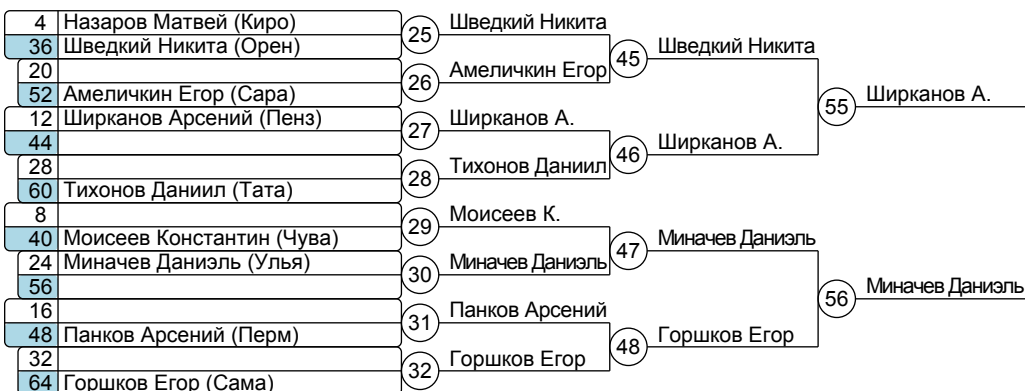 4 Назаров Матвей (Киро)
25 Шведкий Никита
36 Шведкий Никита (Орен)
45 Шведкий Никита
20
26 Амеличкин Егор
52 Амеличкин Егор (Сара)
55 Ширканов А.
12 Ширканов Арсений (Пенз)
27 Ширканов А.
44
46 Ширканов А.
28
28 Тихонов Даниил
60 Тихонов Даниил (Тата)
8
29 Моисеев К.
40 Моисеев Константин (Чува)
47 Миначев Даниэль
24 Миначев Даниэль (Улья)
30 Миначев Даниэль
56
56 Миначев Даниэль
16
31 Панков Арсений
48 Панков Арсений (Перм)
48 Горшков Егор
32
32 Горшков Егор
64 Горшков Егор (Сама)